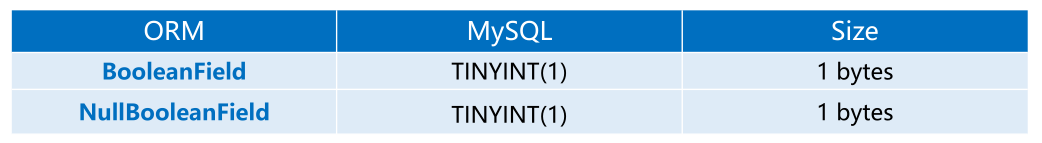 ORM MySQL Size
BooleanField TINYINT(1) 1 bytes
NullBooleanField TINYINT(1) 1 bytes